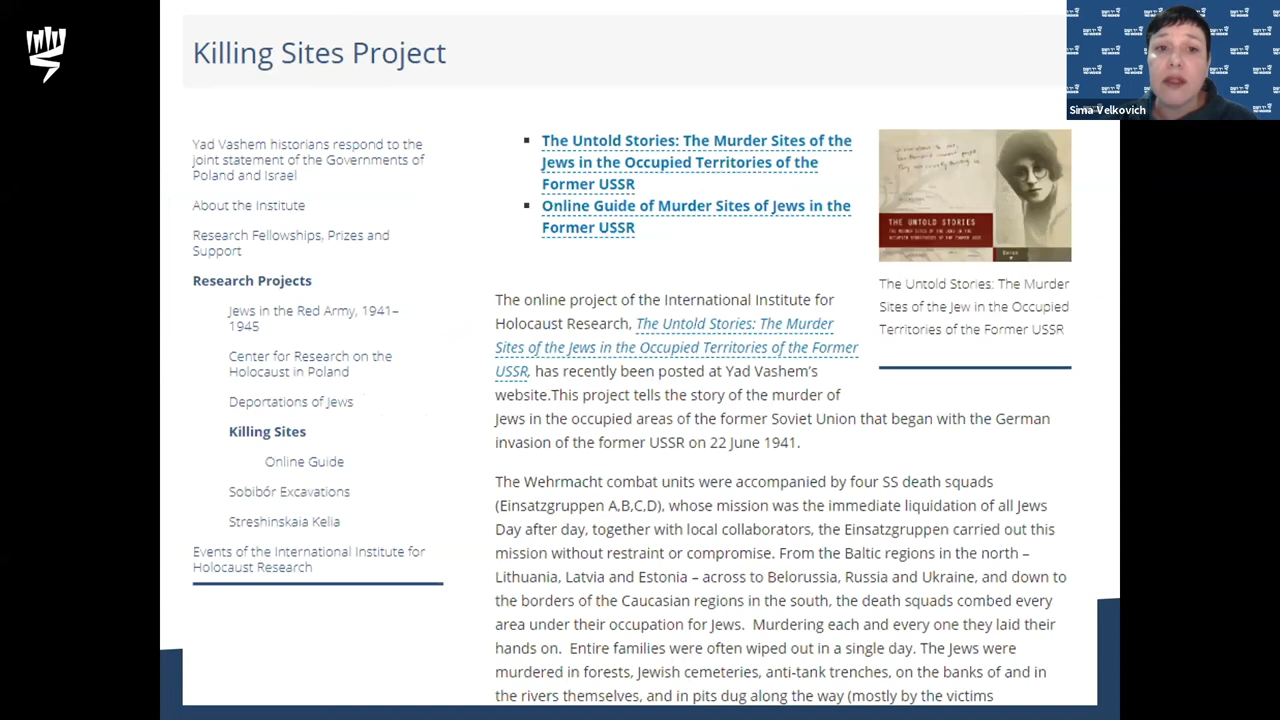 Killing Sites Project
Sima Velkovich
Yad Vashem historians respond to the
joint statement of the Governments of
Poland and Israel
About the Institute
Research Fellowships, Prizes and
Support
Research Projects
Jews in the Red Army, 1941–
1945
Center for Research on the
Holocaust in Poland
Deportations of Jews
Killing Sites
Online Guide
Sobibór Excavations
Streshinskaia Kelia
Events of the International Institute for
Holocaust Research
The Untold Stories: The Murder Sites of the
Jews in the Occupied Territories of the
Former USSR
Online Guide of Murder Sites of Jews in the
Former USSR
THE UNTOLD STORIES
THE MURDER SITES OF THE JEWS IN THE
OCCUPIED TERRITORIES OF THE FORMER USSR
Enter
The Untold Stories: The Murder
Sites of the Jew in the Occupied
Territories of the Former USSR
The online project of the International Institute for
Holocaust Research, The Untold Stories: The Murder
Sites of the Jews in the Occupied Territories of the Former
USSR, has recently been posted at Yad Vashem's
website.This project tells the story of the murder of
Jews in the occupied areas of the former Soviet Union that began with the German
invasion of the former USSR on 22 June 1941.
The Wehrmacht combat units were accompanied by four SS death squads
(Einsatzgruppen A,B,C,D), whose mission was the immediate liquidation of all Jews
Day after day, together with local collaborators, the Einsatzgruppen carried out this
mission without restraint or compromise. From the Baltic regions in the north –
Lithuania, Latvia and Estonia – across to Belorussia, Russia and Ukraine, and down to
the borders of the Caucasian regions in the south, the death squads combed every
area under their occupation for Jews.  Murdering each and every one they laid their
hands on.  Entire families were often wiped out in a single day. The Jews were
murdered in forests, Jewish cemeteries, anti-tank trenches, on the banks of and in
the rivers themselves, and in pits dug along the way (mostly by the victims